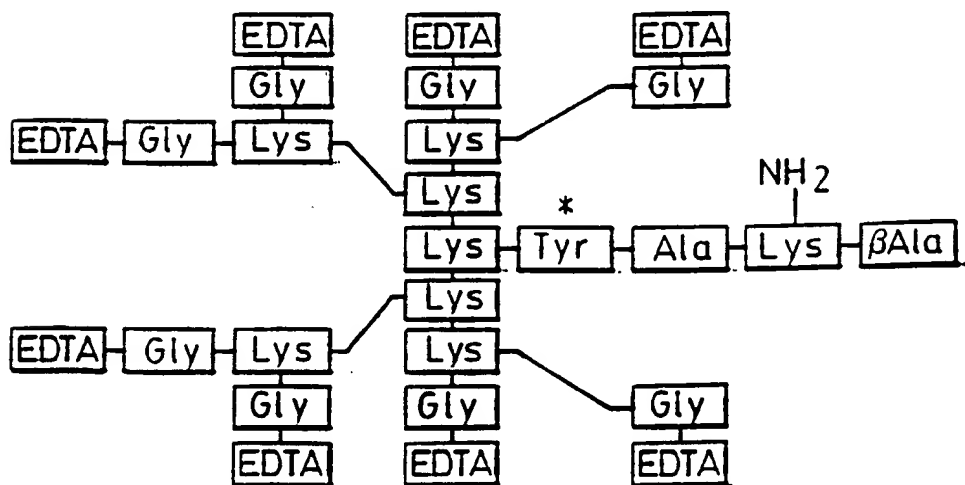 EDTA EDTA EDTA
Gly Gly Gly
EDTA Gly Lys Lys
Lys NH2
*
Lys Tyr Ala Lys βAla
Lys
EDTA Gly Lys Lys
Gly Gly Gly
EDTA EDTA EDTA